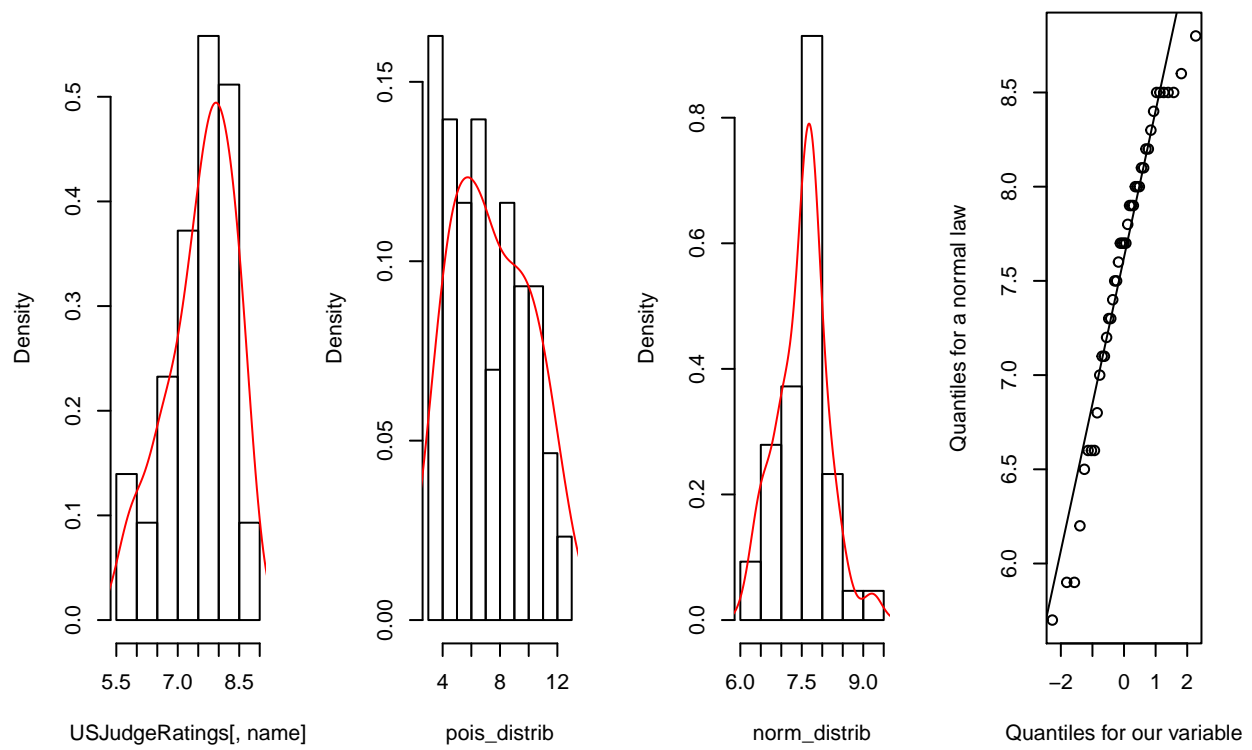 Density
0.0 0.1 0.2 0.3 0.4 0.5
5.5 7.0 8.5
USJudgeRatings[, name]
Density
0.00 0.05 0.10 0.15
4 8 12
pois_distrib
Density
0.0 0.2 0.4 0.6 0.8
6.0 7.5 9.0
norm_distrib
Quantiles for a normal law
6.0 6.5 7.0 7.5 8.0 8.5
−2 0 1 2
Quantiles for our variable